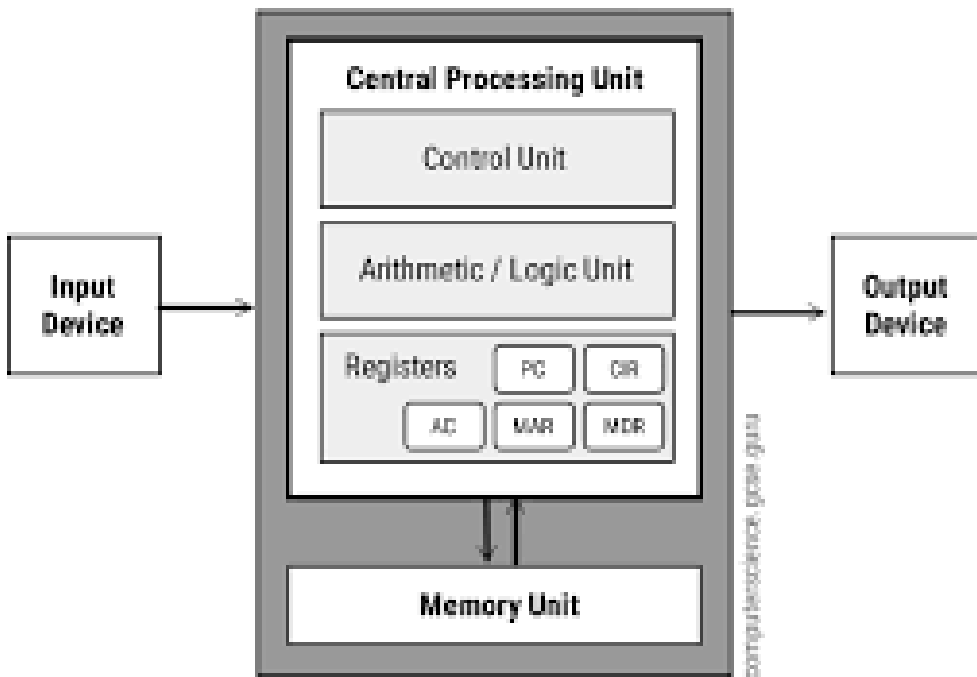 Central Processing Unit
Control Unit
Arithmetic / Logic Unit
Input
Device
Output
Device
Registers
PC
CIR
AC
MAR
MDR
Memory Unit
computerscience.gcse.guru